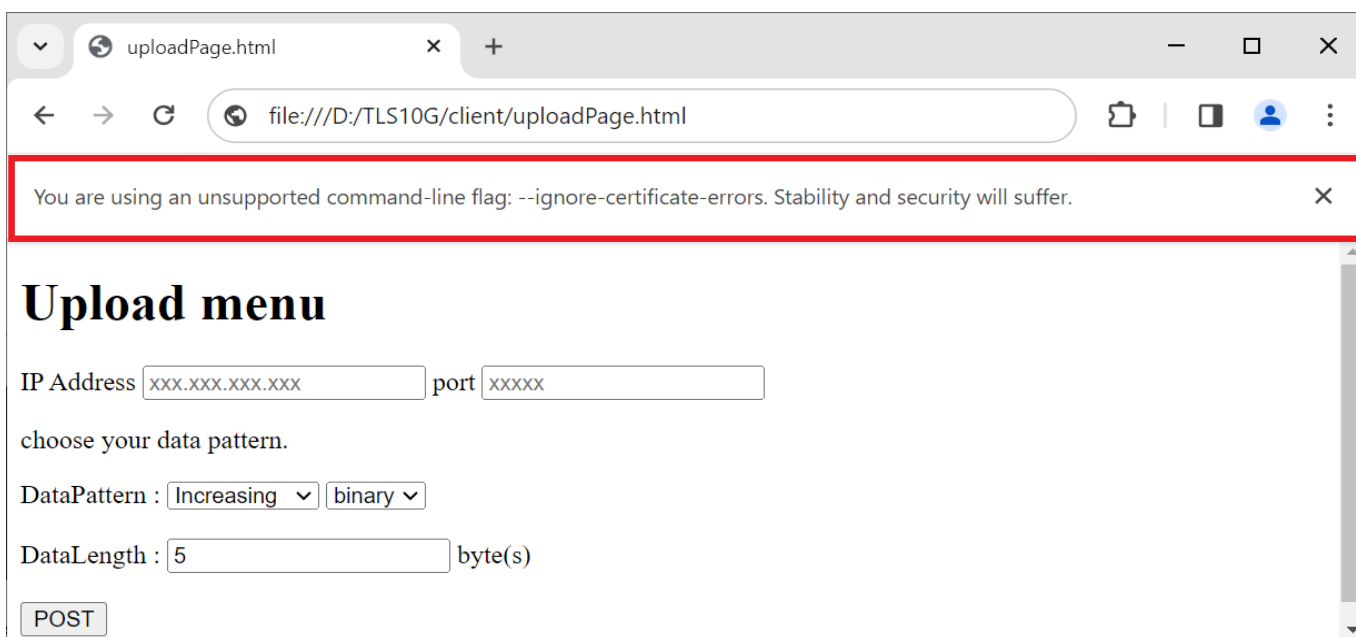 uploadPage.html
file:///D:/TLS10G/client/uploadPage.html
You are using an unsupported command-line flag: --ignore-certificate-errors. Stability and security will suffer.
Upload menu
IP Address xxx.xxx.xxx.xxx port xxxxx
choose your data pattern.
DataPattern : Increasing binary
DataLength : 5 byte(s)
POST